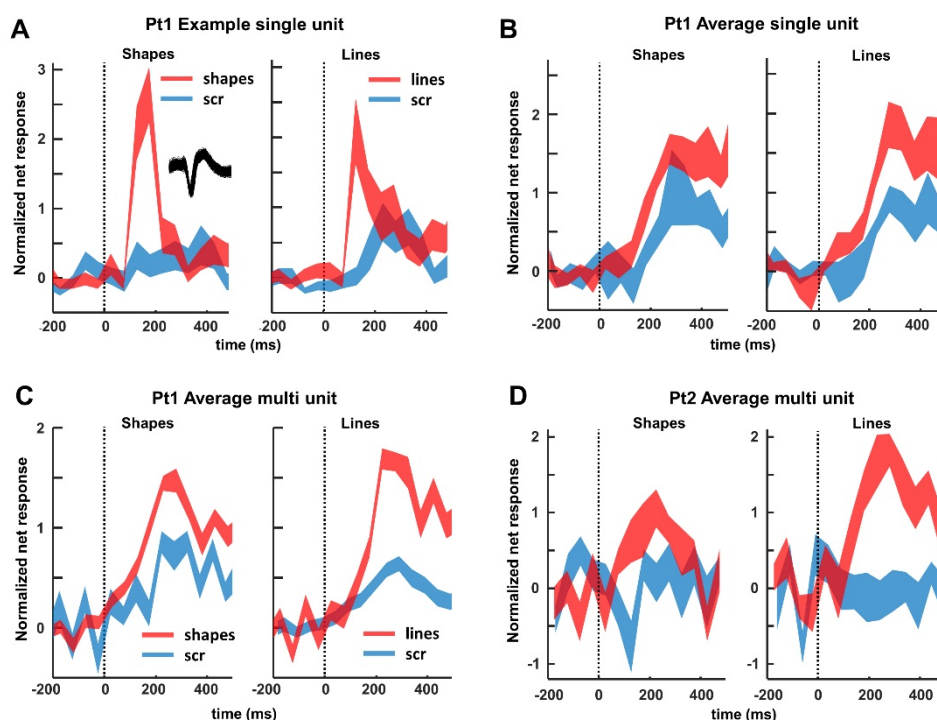 A
Pt1 Example single unit
Shapes
Lines
shapes
scr
lines
scr
Normalized net response
3
2
1
0
-200 0 200 400
-200 0 200 400
time (ms)
B
Pt1 Average single unit
Shapes
Lines
Normalized net response
2
1
0
-200 0 200 400
-200 0 200 400
time (ms)
C
Pt1 Average multi unit
Shapes
Lines
Normalized net response
2
1
0
shapes
scr
lines
scr
-200 0 200 400
-200 0 200 400
time (ms)
D
Pt2 Average multi unit
Shapes
Lines
Normalized net response
2
1
0
-1
2
1
0
-1
-200 0 200 400
-200 0 200 400
time (ms)